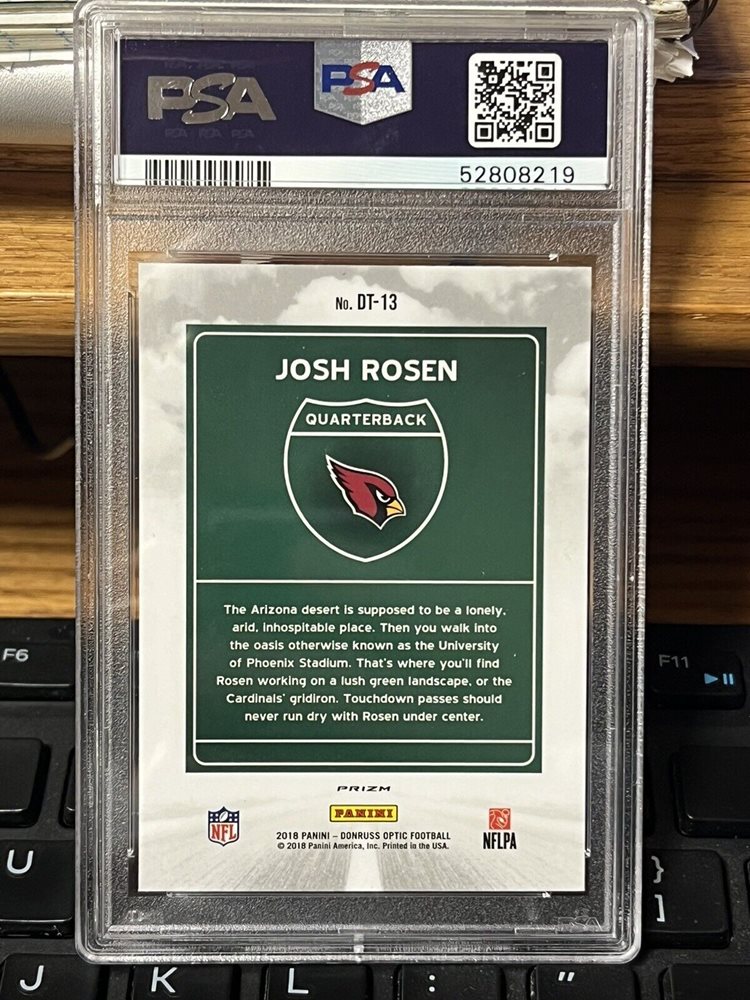 PSA
PSA
52808219
No. DT-13
JOSH ROSEN
QUARTERBACK
The Arizona desert is supposed to be a lonely,
arid, inhospitable place. Then you walk into
the oasis otherwise known as the University
of Phoenix Stadium. That's where you'll find
Rosen working on a lush green landscape, or the
Cardinals' gridiron. Touchdown passes should
never run dry with Rosen under center.
PRIZM
NFL
PANINI
2018 PANINI – DONRUSS OPTIC FOOTBALL
© 2018 Panini America, Inc. Printed in the USA.
NFLPA
F6
F11
U
}
]
J
K
L
:
"